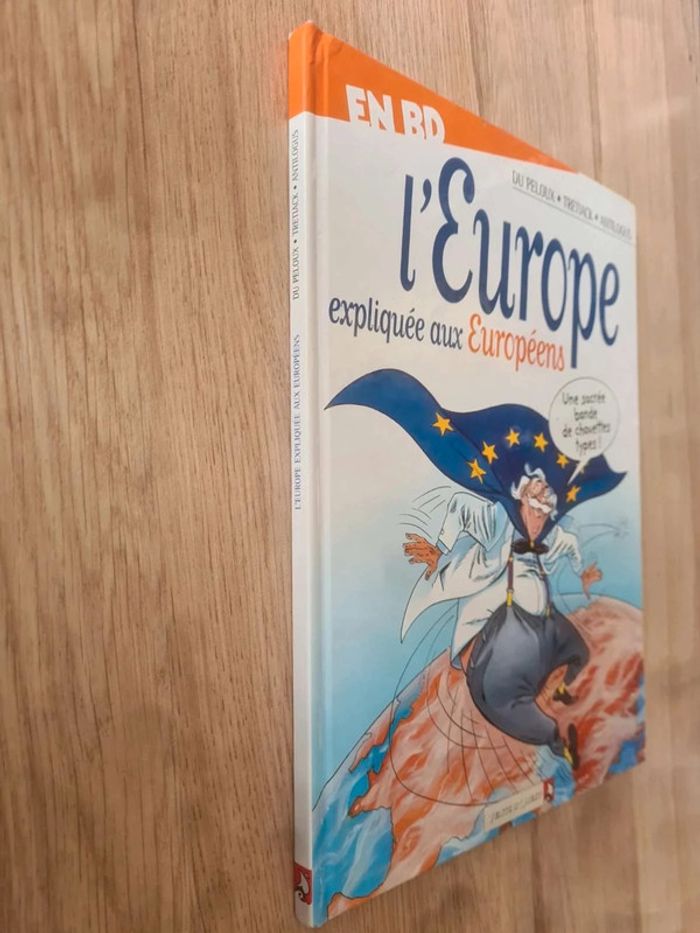 EN BD
DU PELOUX • TRETIACK • ANTILOGUS
l'Europe
expliquée aux Européens
Une sacrée
bande
de chouettes
types !
L'EUROPE EXPLIQUÉE AUX EUROPÉENS DU PELOUX • TRETIACK • ANTILOGUS